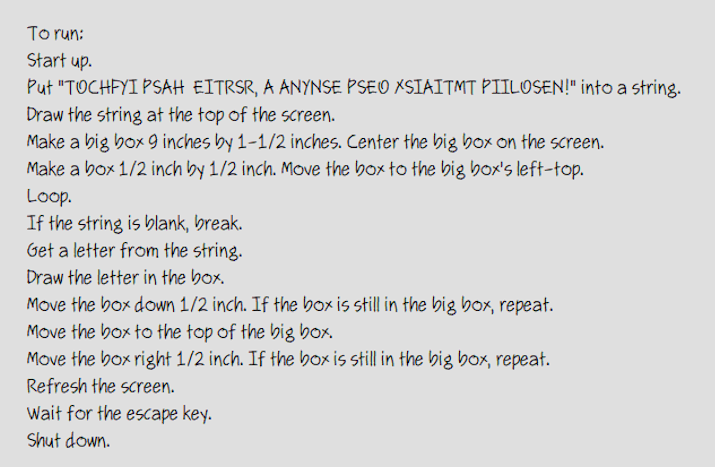 To run:
Start up.
Put "TOCHFYI PSAH  EITRSR, A ANYNSE PSEO XSIAITMT PIILOSEN!" into a string.
Draw the string at the top of the screen.
Make a big box 9 inches by 1-1/2 inches. Center the big box on the screen.
Make a box 1/2 inch by 1/2 inch. Move the box to the big box's left-top.
Loop.
If the string is blank, break.
Get a letter from the string.
Draw the letter in the box.
Move the box down 1/2 inch. If the box is still in the big box, repeat.
Move the box to the top of the big box.
Move the box right 1/2 inch. If the box is still in the big box, repeat.
Refresh the screen.
Wait for the escape key.
Shut down.